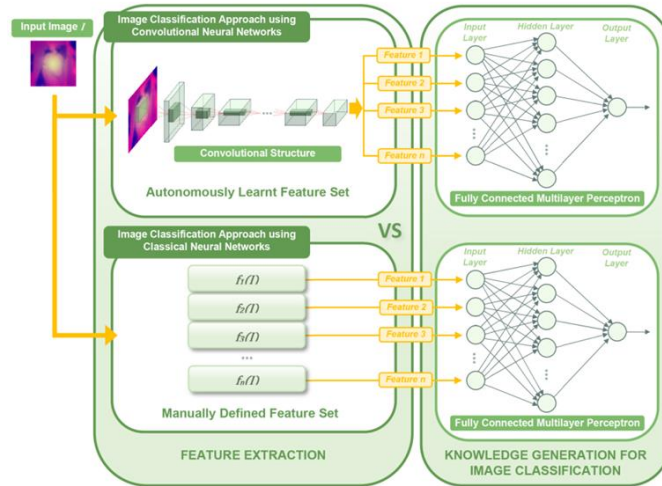 Input Image I
Image Classification Approach using
Convolutional Neural Networks
Convolutional Structure
Autonomously Learnt Feature Set
Feature 1
Feature 2
Feature 3
Feature n
Input
Layer
Hidden Layer
Output
Layer
Fully Connected Multilayer Perceptron
VS
Image Classification Approach using
Classical Neural Networks
f1(I)
f2(I)
f3(I)
...
fn(I)
Manually Defined Feature Set
Feature 1
Feature 2
Feature 3
Feature n
Input
Layer
Hidden Layer
Output
Layer
Fully Connected Multilayer Perceptron
FEATURE EXTRACTION
KNOWLEDGE GENERATION FOR
IMAGE CLASSIFICATION